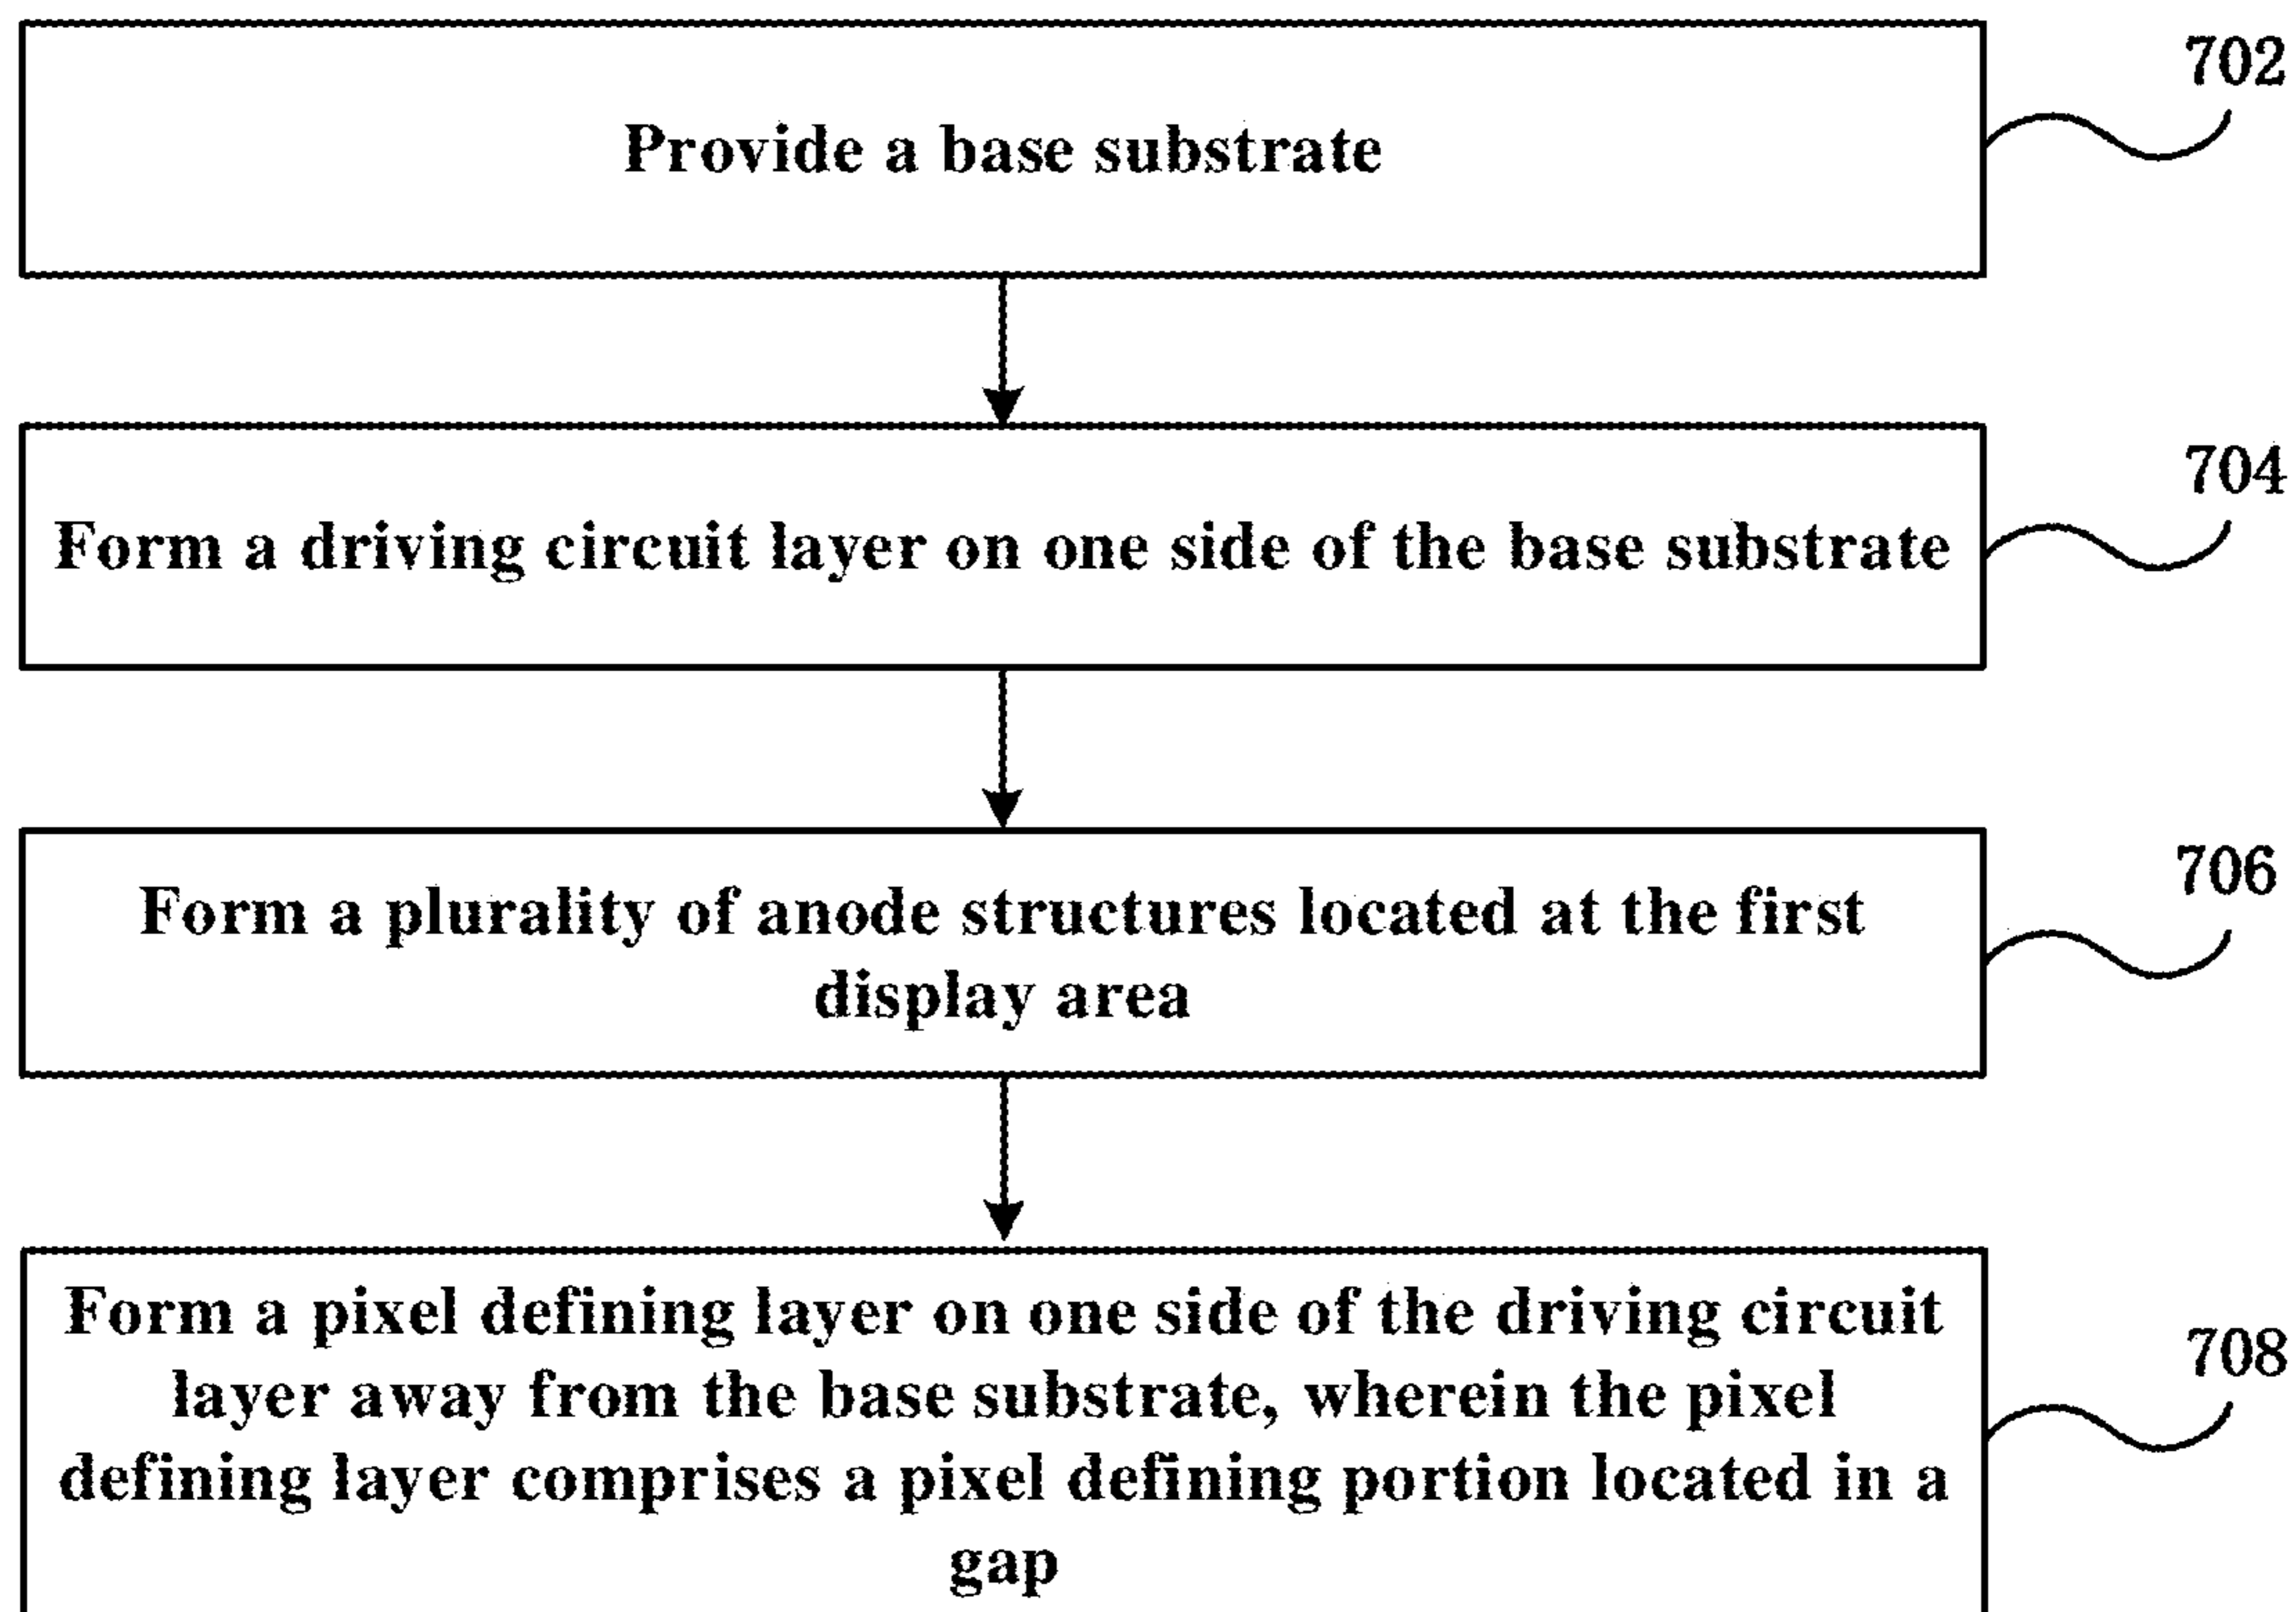 702
Provide a base substrate
704
Form a driving circuit layer on one side of the base substrate
706
Form a plurality of anode structures located at the first
display area
708
Form a pixel defining layer on one side of the driving circuit
layer away from the base substrate, wherein the pixel
defining layer comprises a pixel defining portion located in a
gap